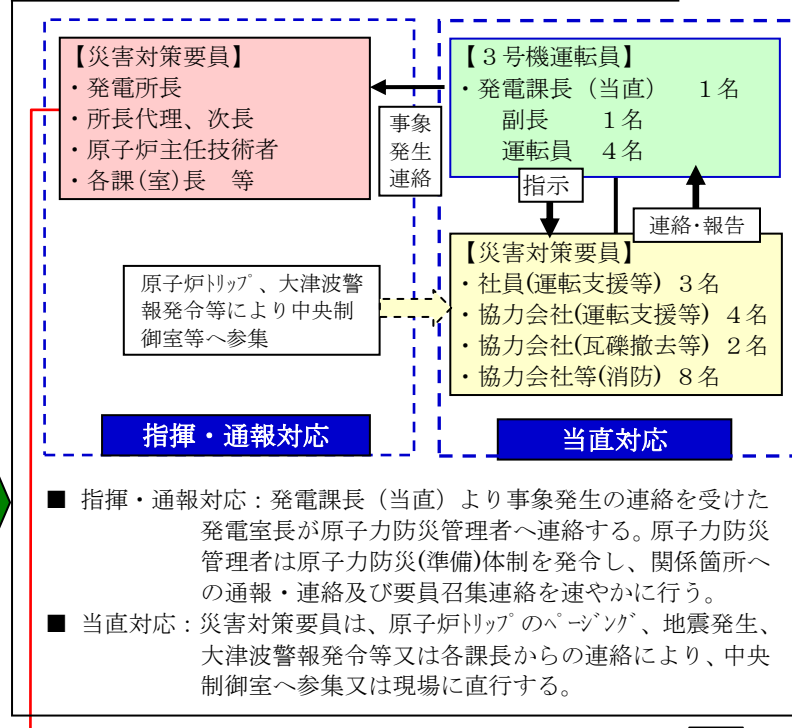 【災害対策要員】
・発電所長
・所長代理、次長
・原子炉主任技術者
・各課(室)長 等
事象
発生
連絡
【3号機運転員】
・発電課長（当直） 1名
副長 1名
運転員 4名
指示
連絡・報告
【災害対策要員】
・社員(運転支援等) 3名
・協力会社(運転支援等) 4名
・協力会社(瓦礫撤去等) 2名
・協力会社等(消防) 8名
原子炉ﾄﾘｯﾌﾟ、大津波警
報発令等により中央制
御室等へ参集
指揮・通報対応
当直対応
■ 指揮・通報対応：発電課長（当直）より事象発生の連絡を受けた
発電室長が原子力防災管理者へ連絡する。原子力防災
管理者は原子力防災(準備)体制を発令し、関係箇所へ
の通報・連絡及び要員召集連絡を速やかに行う。
■ 当直対応：災害対策要員は、原子炉ﾄﾘｯﾌﾟのﾍﾟｰｼﾞﾝｸﾞ、地震発生、
大津波警報発令等又は各課長からの連絡により、中央
制御室へ参集又は現場に直行する。